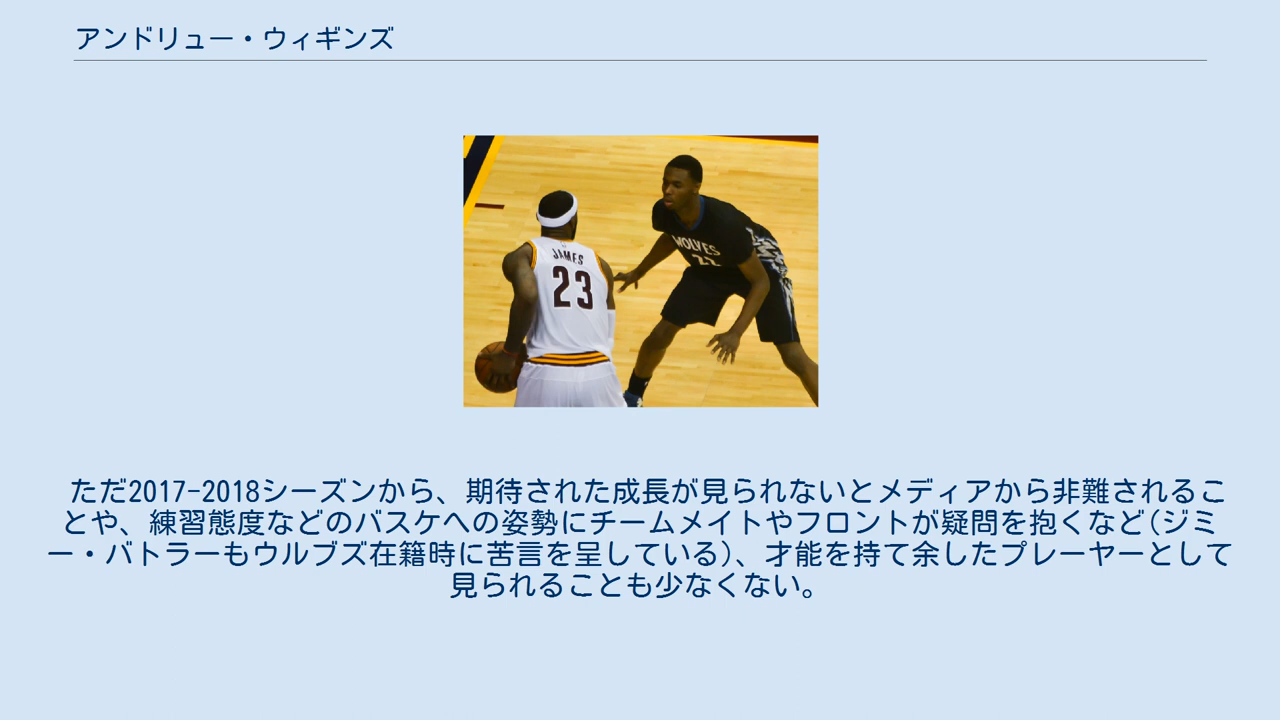 アンドリュー・ウィギンズ
JAMES
23
WOLVES
22
ただ2017-2018シーズンから、期待された成長が見られないとメディアから非難されるこ
とや、練習態度などのバスケへの姿勢にチームメイトやフロントが疑問を抱くなど(ジミ
ー・バトラーもウルブズ在籍時に苦言を呈している)、才能を持て余したプレーヤーとして
見られることも少なくない。